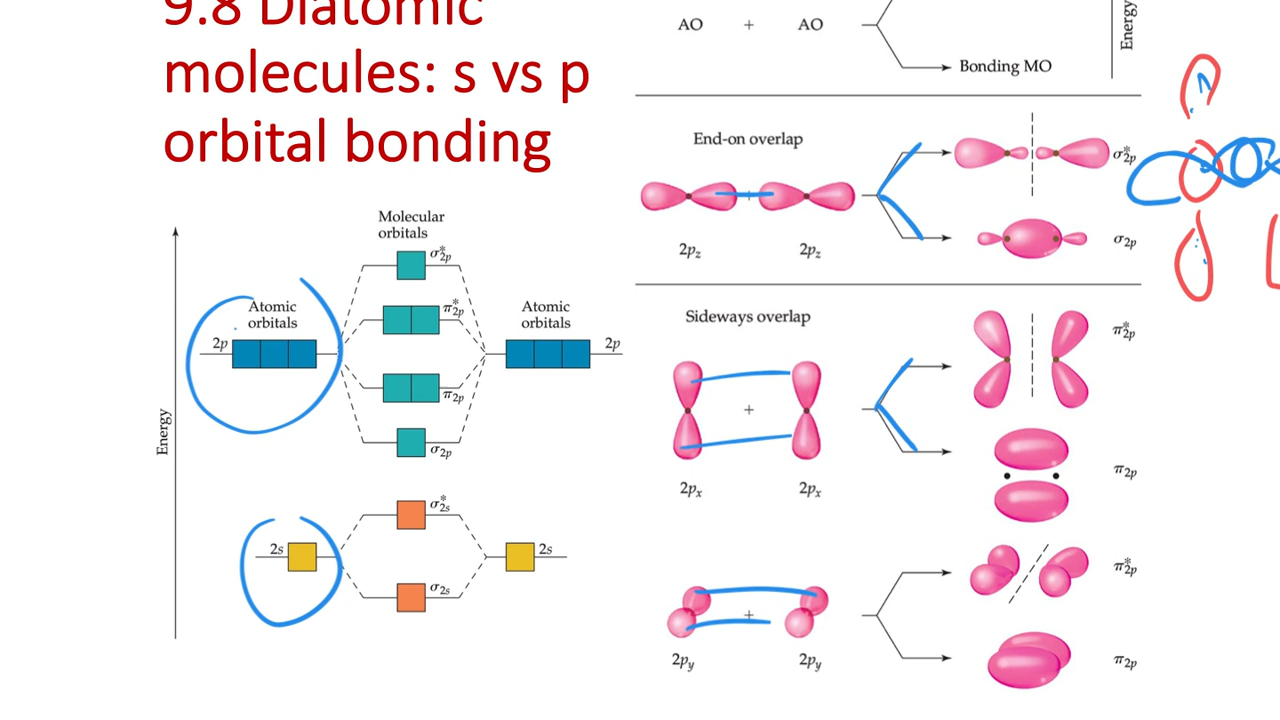 9.8 Diatomic
molecules: s vs p
orbital bonding
Molecular
orbitals
σ*2p
Atomic
orbitals
π*2p
Atomic
orbitals
2p
2p
π2p
σ2p
Energy
σ*2s
2s
2s
σ2s
AO + AO
Bonding MO
Energy
End-on overlap
σ*2p
+
2pz 2pz
σ2p
Sideways overlap
π*2p
+
2px 2px
π2p
π*2p
+
2py 2py
π2p